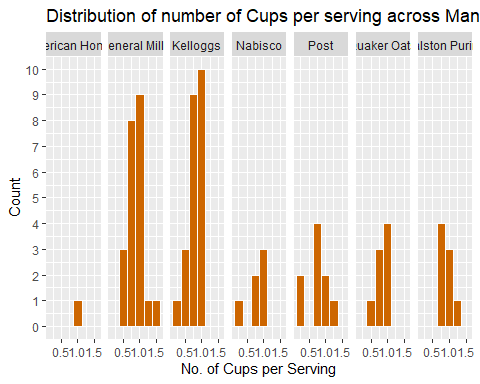 Distribution of number of Cups per serving across Man
erican Hon eneral Mill Kelloggs Nabisco Post uaker Oat alston Puri
10
9
8
7
6
5
4
3
2
1
0
Count
0.51.01.5 0.51.01.5 0.51.01.5 0.51.01.5 0.51.01.5 0.51.01.5 0.51.01.5
No. of Cups per Serving